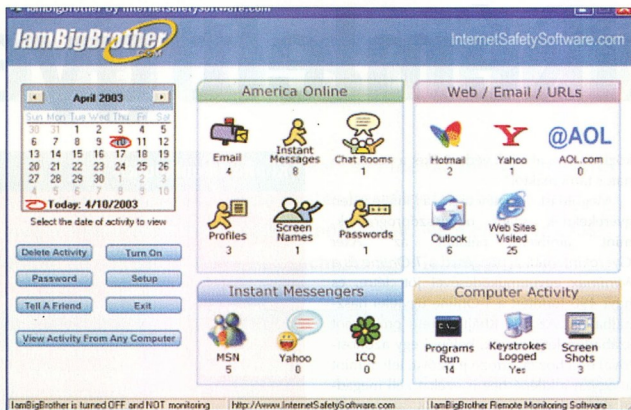 IamBigBrother by InternetSafetySoftware.com
IamBigBrother
.COM
InternetSafetySoftware.com
April 2003
Sun Mon Tue Wed Thu Fri Sat
30 31 1 2 3 4 5
6 7 8 9 10 11 12
13 14 15 16 17 18 19
20 21 22 23 24 25 26
27 28 29 30 1 2 3
4 5 6 7 8 9 10
Today: 4/10/2003
Select the date of activity to view
Delete Activity Turn On
Password Setup
Tell A Friend Exit
View Activity From Any Computer
America Online
Email
4
Instant
Messages
8
Chat Rooms
1
Profiles
3
Screen
Names
1
Passwords
1
Web / Email / URLs
Hotmail
2
Yahoo
1
@AOL
AOL.com
0
Outlook
6
Web Sites
Visited
25
Instant Messengers
MSN
5
Yahoo
0
ICQ
0
Computer Activity
Programs
Run
14
Keystrokes
Logged
Yes
Screen
Shots
3
IamBigBrother is turned OFF and NOT monitoring
http://www.InternetSafetySoftware.com
IamBigBrother Remote Monitoring Software